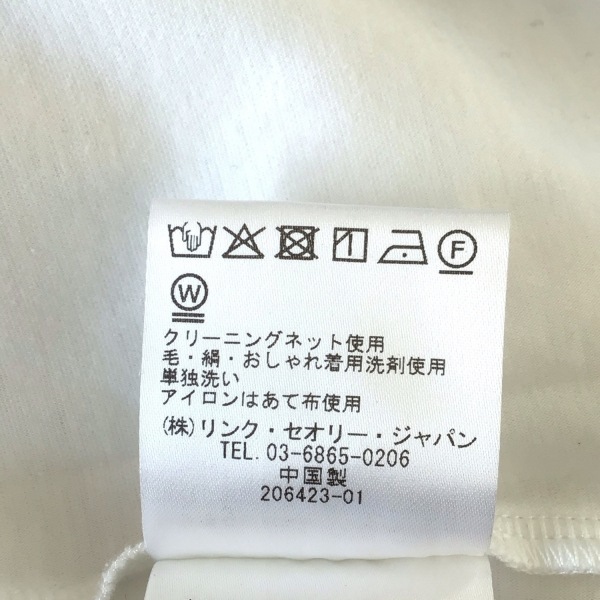 F
W
クリーニングネット使用
毛・絹・おしゃれ着用洗剤使用
単独洗い
アイロンはあて布使用
(株)リンク・セオリー・ジャパン
TEL. 03-6865-0206
中国製
206423-01